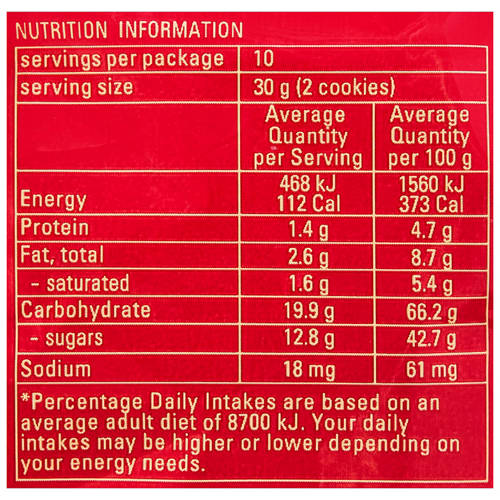 NUTRITION INFORMATION
servings per package 10
serving size 30 g (2 cookies)
Average Average
Quantity Quantity
per Serving per 100 g
468 kJ 1560 kJ
Energy 112 Cal 373 Cal
Protein 1.4 g 4.7 g
Fat, total 2.6 g 8.7 g
- saturated 1.6 g 5.4 g
Carbohydrate 19.9 g 66.2 g
- sugars 12.8 g 42.7 g
Sodium 18 mg 61 mg
*Percentage Daily Intakes are based on an
average adult diet of 8700 kJ. Your daily
intakes may be higher or lower depending on
your energy needs.